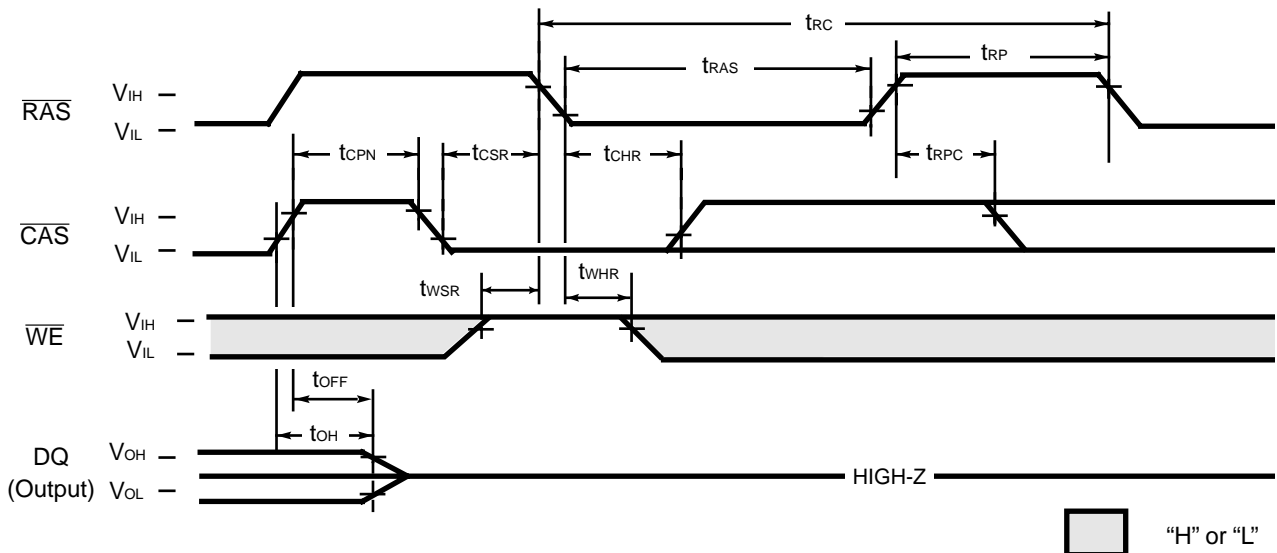 tRC
tRAS
tRP
RAS
VIH
VIL
tCPN
tCSR
tCHR
tRPC
CAS
VIH
VIL
tWSR
tWHR
WE
VIH
VIL
tOFF
tOH
DQ
(Output)
VOH
VOL
HIGH-Z
“H” or “L”